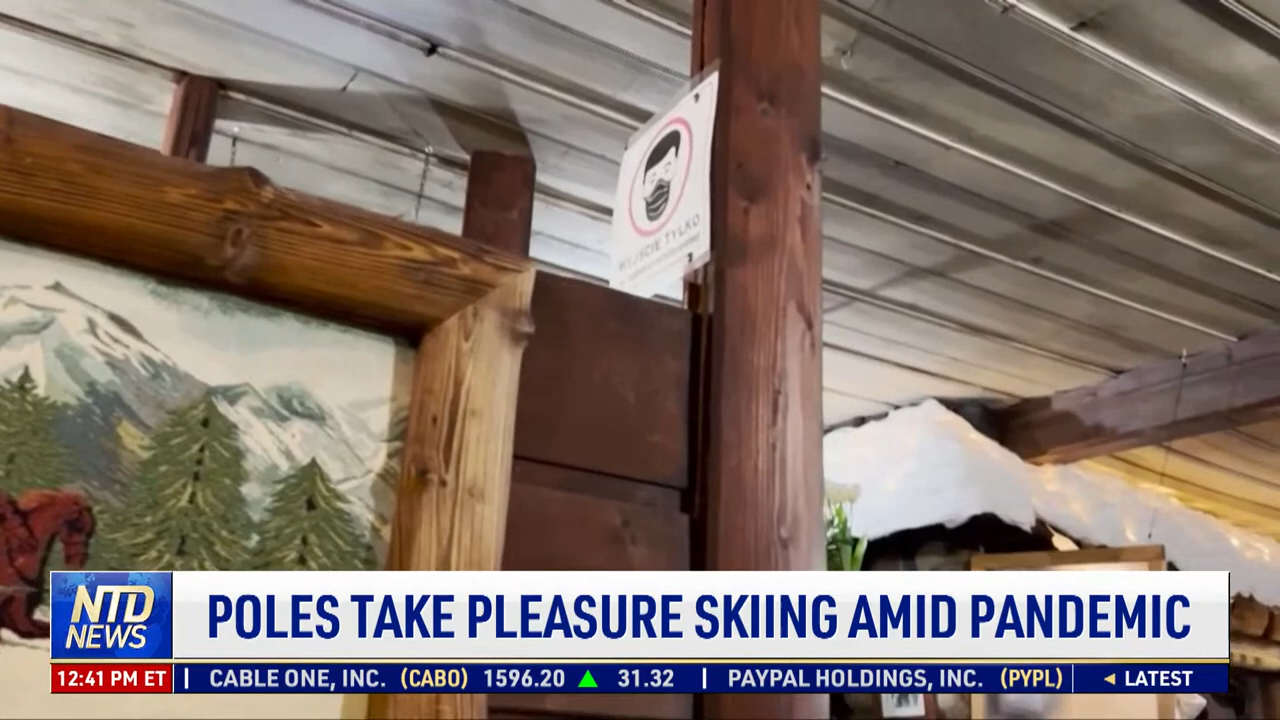 WEJŚCIE TYLKO
NTD
NEWS
POLES TAKE PLEASURE SKIING AMID PANDEMIC
12:41 PM ET | CABLE ONE, INC. (CABO) 1596.20 ▲ 31.32 | PAYPAL HOLDINGS, INC. (PYPL) ◄ LATEST